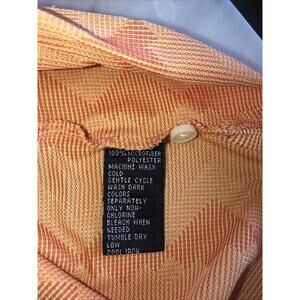 100% MICROFIBER
POLYESTER
MACHINE WASH
COLD
GENTLE CYCLE
WASH DARK
COLORS
SEPARATELY
ONLY NON-
CHLORINE
BLEACH WHEN
NEEDED
TUMBLE DRY
LOW
COOL IRON